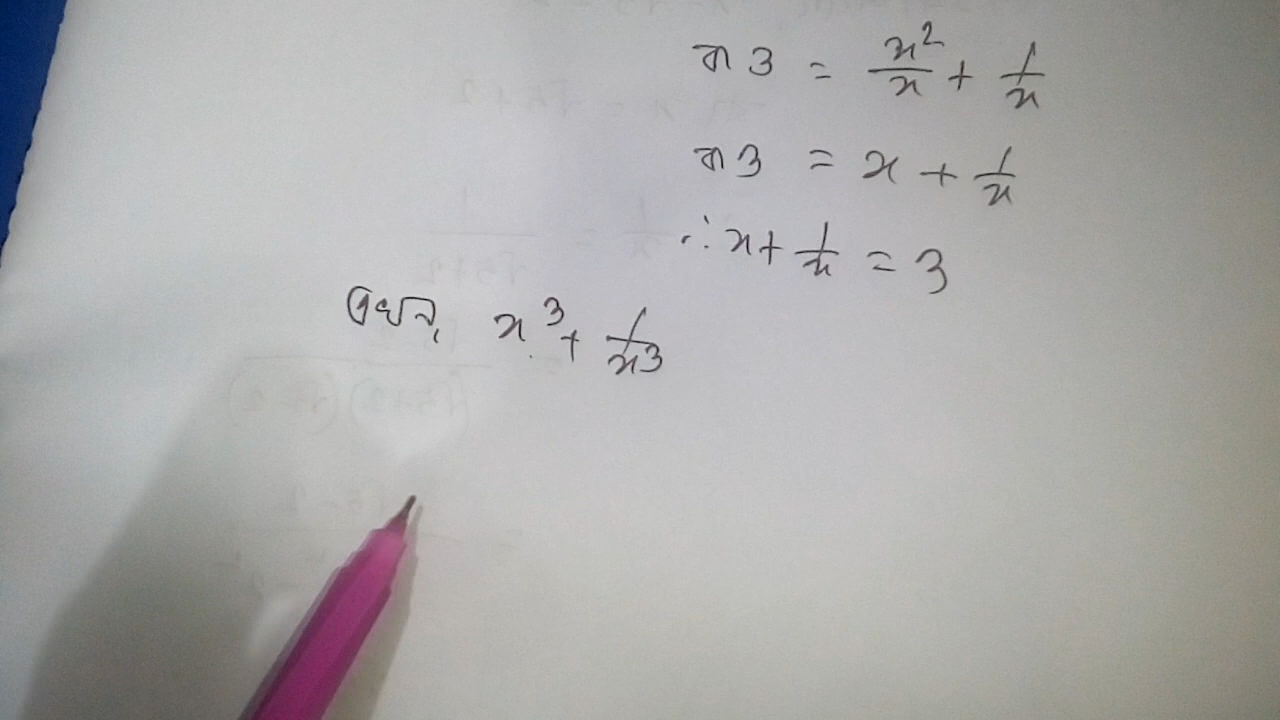 বা 3 = x²/x + 1/x
বা 3 = x + 1/x
∴ x + 1/x = 3
এখন, x³ + 1/x³